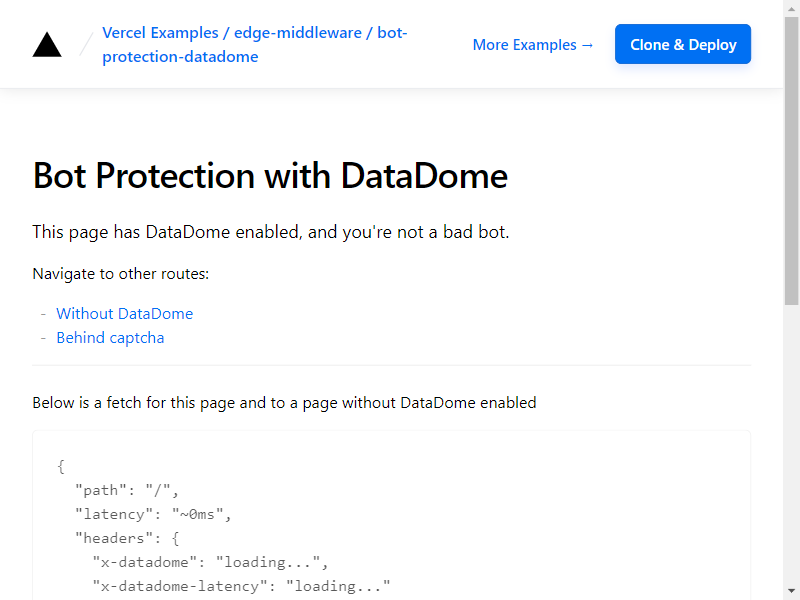 Vercel Examples / edge-middleware / bot-
protection-datadome
More Examples →
Clone & Deploy
Bot Protection with DataDome
This page has DataDome enabled, and you're not a bad bot.
Navigate to other routes:
- Without DataDome
- Behind captcha
Below is a fetch for this page and to a page without DataDome enabled
{
  "path": "/",
  "latency": "~0ms",
  "headers": {
    "x-datadome": "loading...",
    "x-datadome-latency": "loading..."